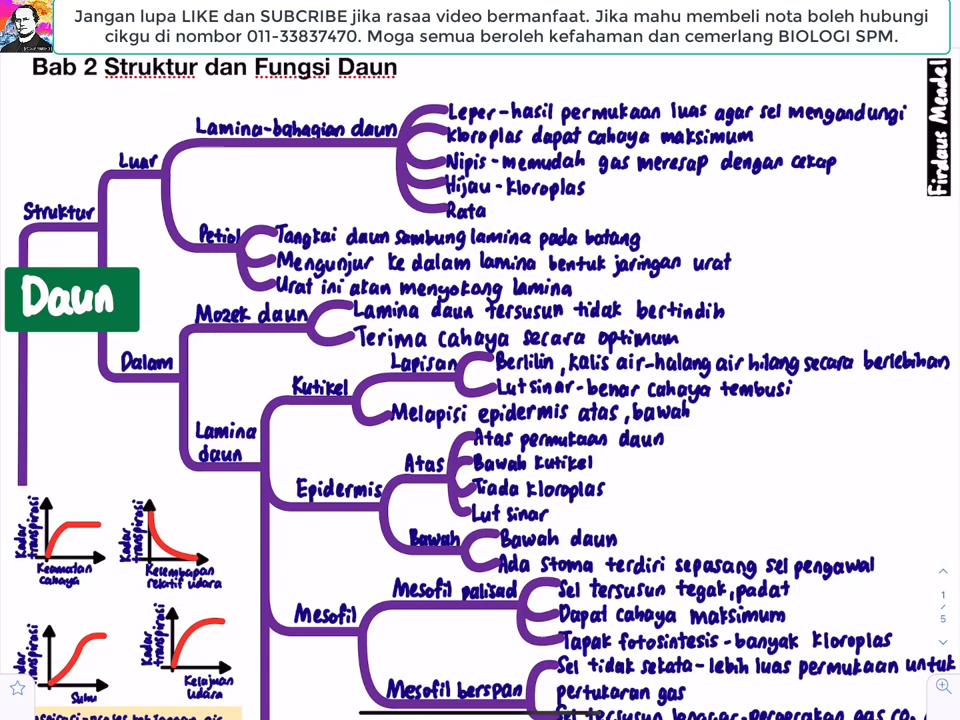 Jangan lupa LIKE dan SUBCRIBE jika rasaa video bermanfaat. Jika mahu membeli nota boleh hubungi
cikgu di nombor 011-33837470. Moga semua beroleh kefahaman dan cemerlang BIOLOGI SPM.
Bab 2 Struktur dan Fungsi Daun
Firdaus Mendel
Daun
Struktur
Luar
Lamina-bahagian daun
Leper-hasil permukaan luas agar sel mengandungi
kloroplas dapat cahaya maksimum
Nipis-memudah gas meresap dengan cekap
Hijau-kloroplas
Rata
Petiol
Tangkai daun sambung lamina pada batang
Mengunjur ke dalam lamina bentuk jaringan urat
Urat ini akan menyokong lamina
Dalam
Mozek daun
Lamina daun tersusun tidak bertindih
Terima cahaya secara optimum
Lamina
daun
Kutikel
Lapisan
Berlilin, kalis air-halang air hilang secara berlebihan
Lutsinar-benar cahaya tembusi
Melapisi epidermis atas, bawah
Epidermis
Atas
Atas permukaan daun
Bawah kutikel
Tiada kloroplas
Lut sinar
Bawah
Bawah daun
Ada stoma terdiri sepasang sel pengawal
Mesofil
Mesofil palisad
Sel tersusun tegak, padat
Dapat cahaya maksimum
Tapak fotosintesis-banyak kloroplas
Mesofil berspan
Sel tidak sekata-lebih luas permukaan untuk
pertukaran gas
Sel tersusun longgar-pergerakan gas CO₂
Kadar
transpirasi
Keamatan
cahaya
Kadar
transpirasi
Kelembapan
relatif udara
Kadar
transpirasi
Suhu
Kadar
transpirasi
Kelajuan
udara
1
/
5